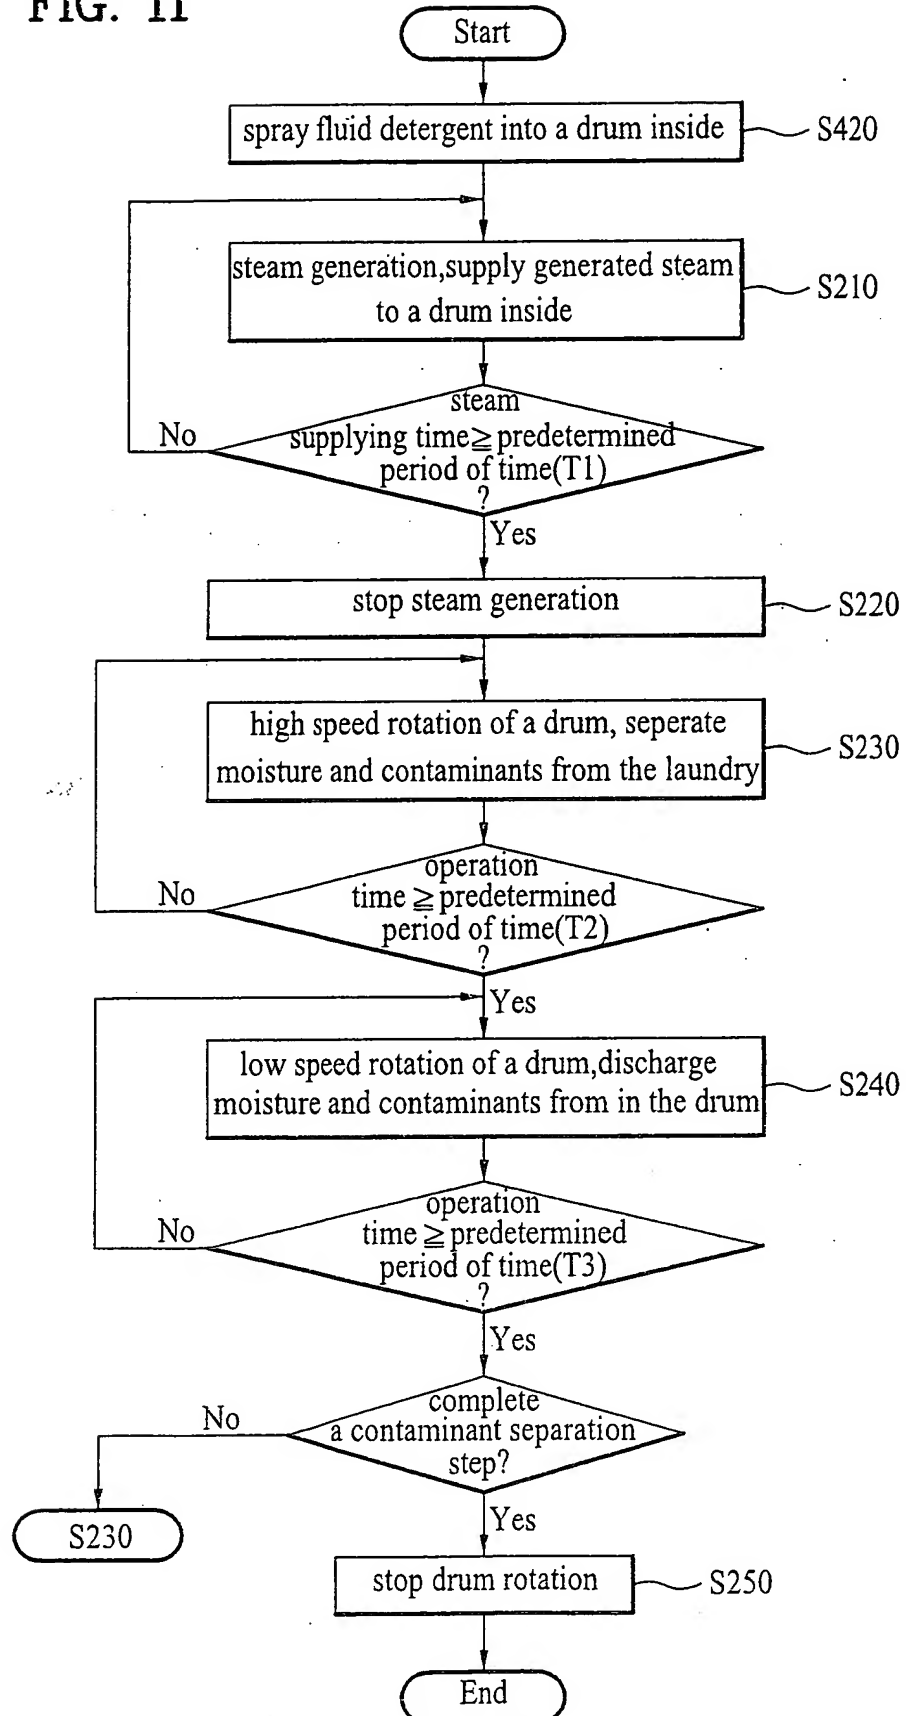 FIG. 11
Start
spray fluid detergent into a drum inside
S420
steam generation,supply generated steam
to a drum inside
S210
steam
supplying time≧predetermined
period of time(T1)
?
No
Yes
stop steam generation
S220
high speed rotation of a drum, seperate
moisture and contaminants from the laundry
S230
operation
time ≧predetermined
period of time(T2)
?
No
Yes
low speed rotation of a drum,discharge
moisture and contaminants from in the drum
S240
operation
time ≧predetermined
period of time(T3)
?
No
Yes
complete
a contaminant separation
step?
No
S230
Yes
stop drum rotation
S250
End